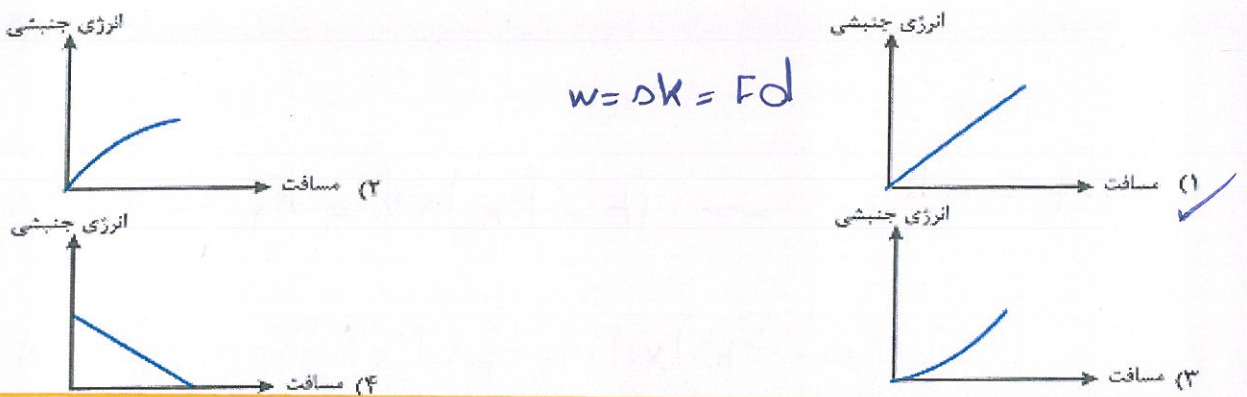 انرژی جنبشی
مسافت (۱
✓
انرژی جنبشی
مسافت (۲
w = Δk = Fd
انرژی جنبشی
مسافت (۳
انرژی جنبشی
مسافت (۴